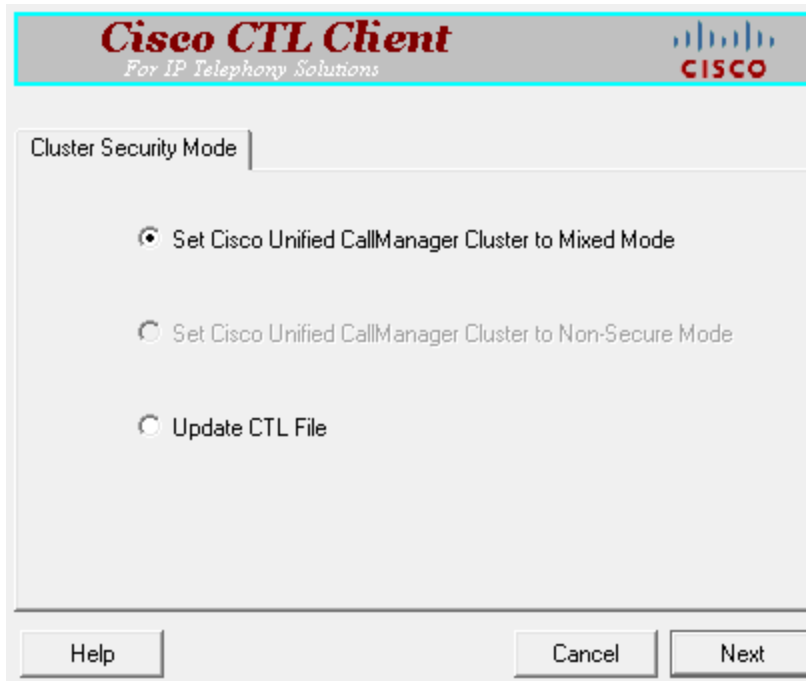 Cisco CTL Client
For IP Telephony Solutions
CISCO
Cluster Security Mode
Set Cisco Unified CallManager Cluster to Mixed Mode
Set Cisco Unified CallManager Cluster to Non-Secure Mode
Update CTL File
Help
Cancel
Next